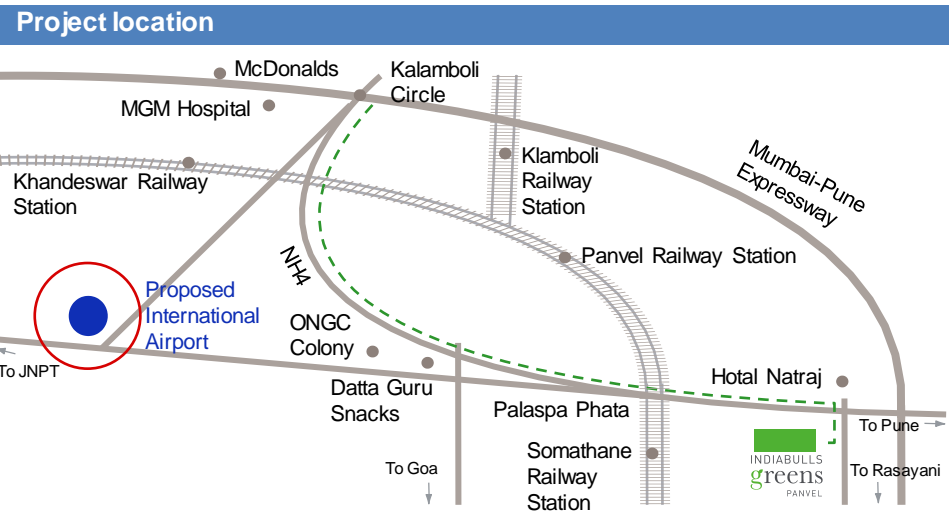 Project location
McDonalds
Kalamboli
Circle
MGM Hospital
Khandeswar Railway
Station
Klamboli
Railway
Station
Mumbai-Pune
Expressway
Panvel Railway Station
NH4
Proposed
International
Airport
ONGC
Colony
To JNPT
Datta Guru
Snacks
Hotal Natraj
Palaspa Phata
To Pune
To Goa
Somathane
Railway
Station
INDIABULLS
greens
PANVEL
To Rasayani